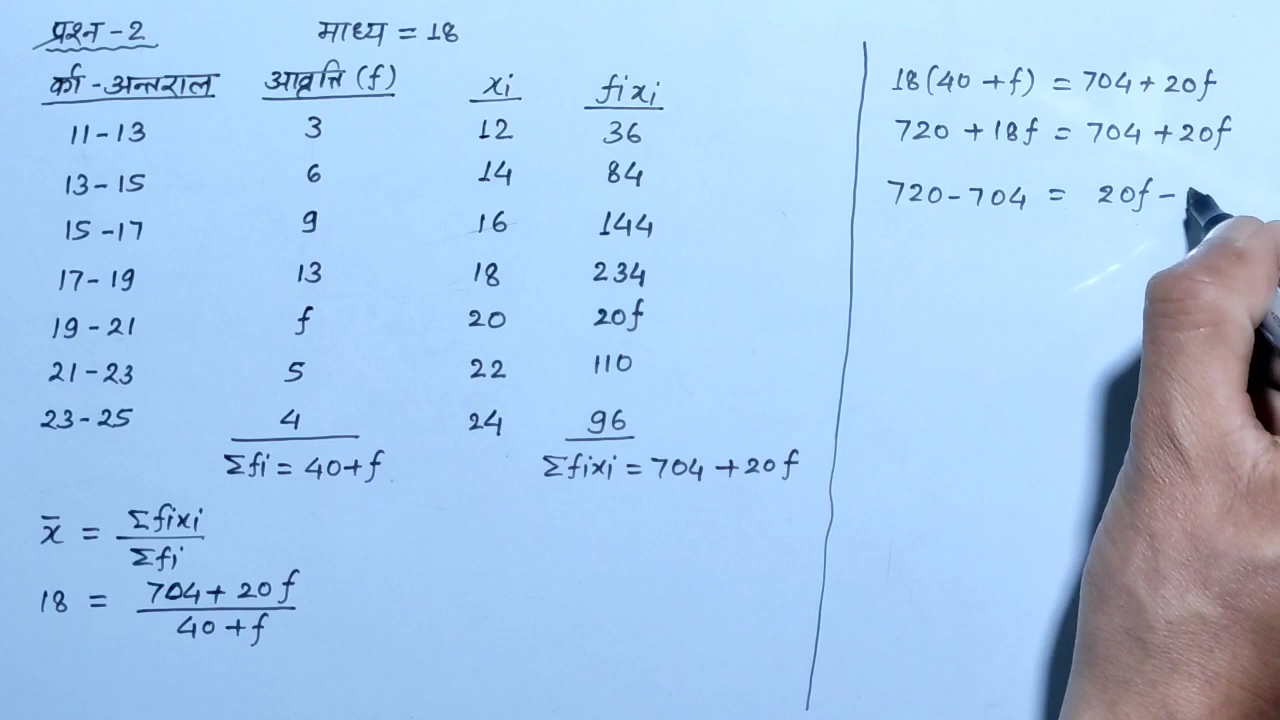 प्रश्न -2 माध्य = 18
वर्ग -अन्तराल आवृत्ति (f) xi fixi
11-13 3 12 36
13-15 6 14 84
15-17 9 16 144
17-19 13 18 234
19-21 f 20 20f
21-23 5 22 110
23-25 4 24 96
Σfi = 40+f Σfixi = 704 + 20f
x̄ = Σfixi / Σfi
18 = 704+ 20f / 40 +f
18(40 +f) = 704+ 20f
720 + 18f = 704 +20f
720-704 = 20f -